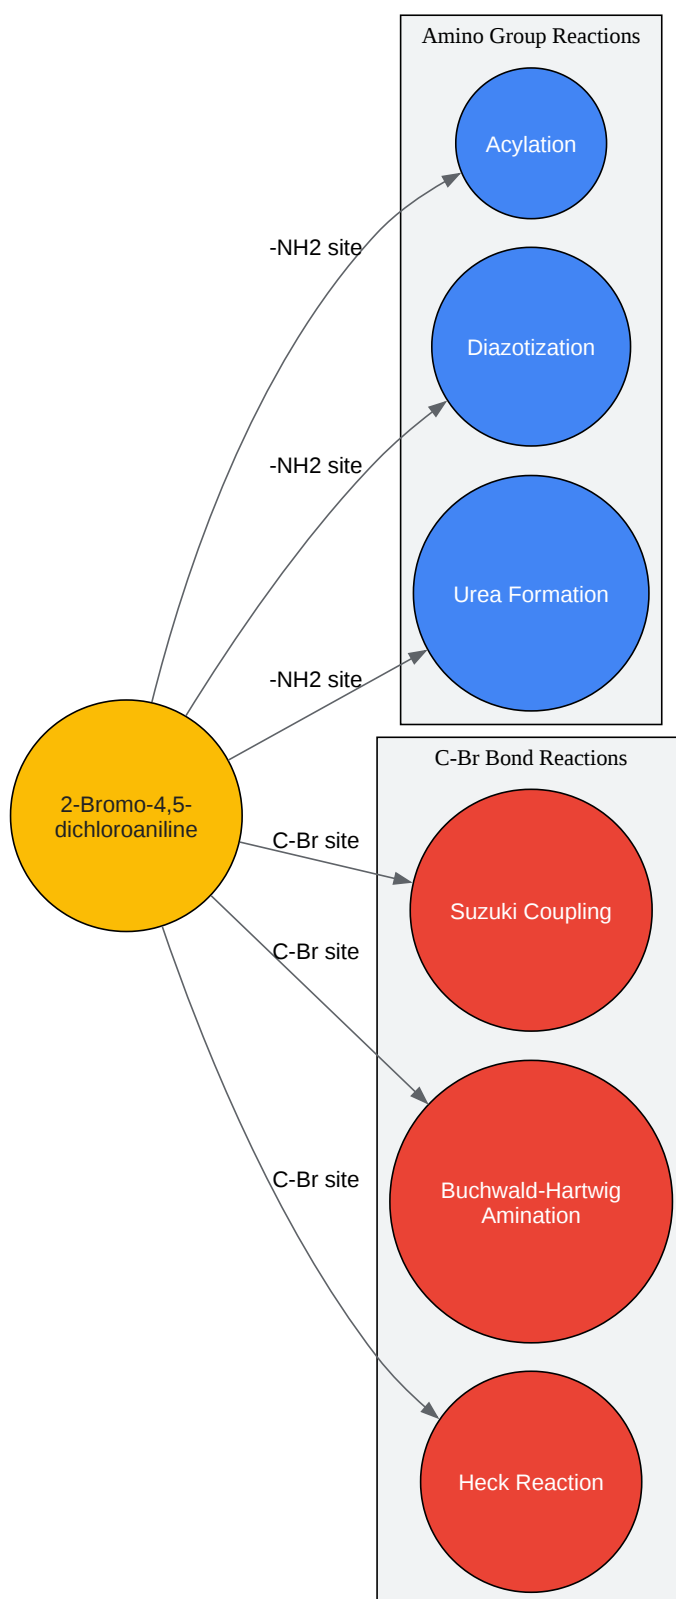 Amino Group Reactions
Acylation
-NH2 site
Diazotization
-NH2 site
Urea Formation
-NH2 site
2-Bromo-4,5-
dichloroaniline
C-Br Bond Reactions
C-Br site
Suzuki Coupling
C-Br site
Buchwald-Hartwig
Amination
C-Br site
Heck Reaction